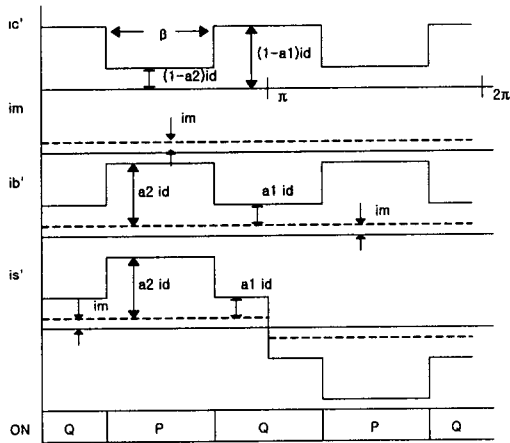 ic'
β
(1-a1)id
(1-a2)id
π
2π
im
im
ib'
a2 id
a1 id
im
is'
im
a2 id
a1 id
ON Q P Q P Q